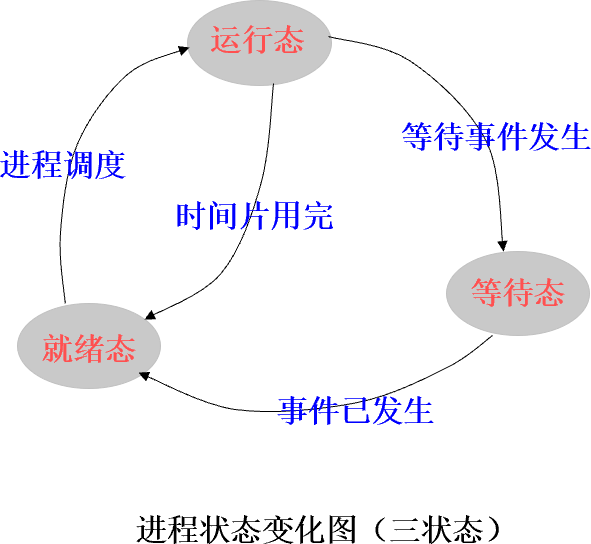 运行态
等待事件发生
进程调度
时间片用完
等待态
就绪态
事件已发生
进程状态变化图（三状态）